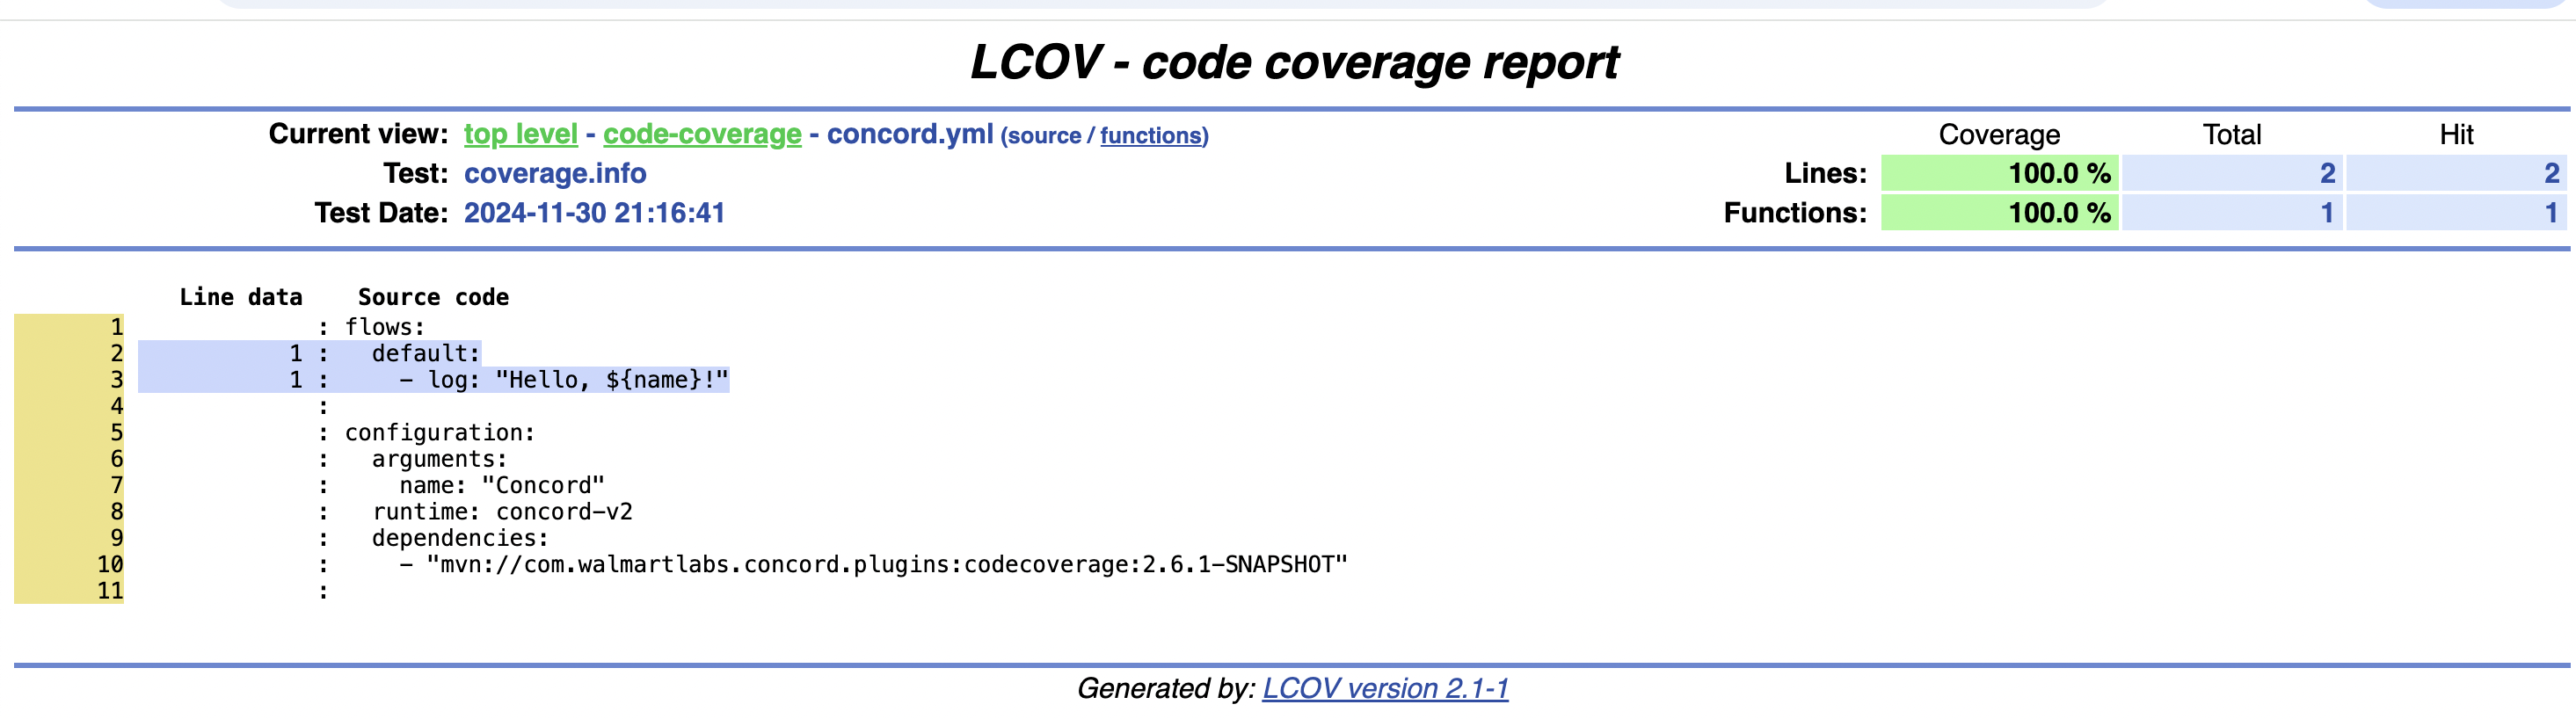 LCOV - code coverage report
Current view: top level - code-coverage - concord.yml (source / functions) Coverage Total Hit
Test: coverage.info Lines: 100.0 % 2 2
Test Date: 2024-11-30 21:16:41 Functions: 100.0 % 1 1
Line data Source code
1 : flows:
2 1 : default:
3 1 : - log: "Hello, ${name}!"
4 :
5 : configuration:
6 : arguments:
7 : name: "Concord"
8 : runtime: concord-v2
9 : dependencies:
10 : - "mvn://com.walmartlabs.concord.plugins:codecoverage:2.6.1-SNAPSHOT"
11 :
Generated by: LCOV version 2.1-1